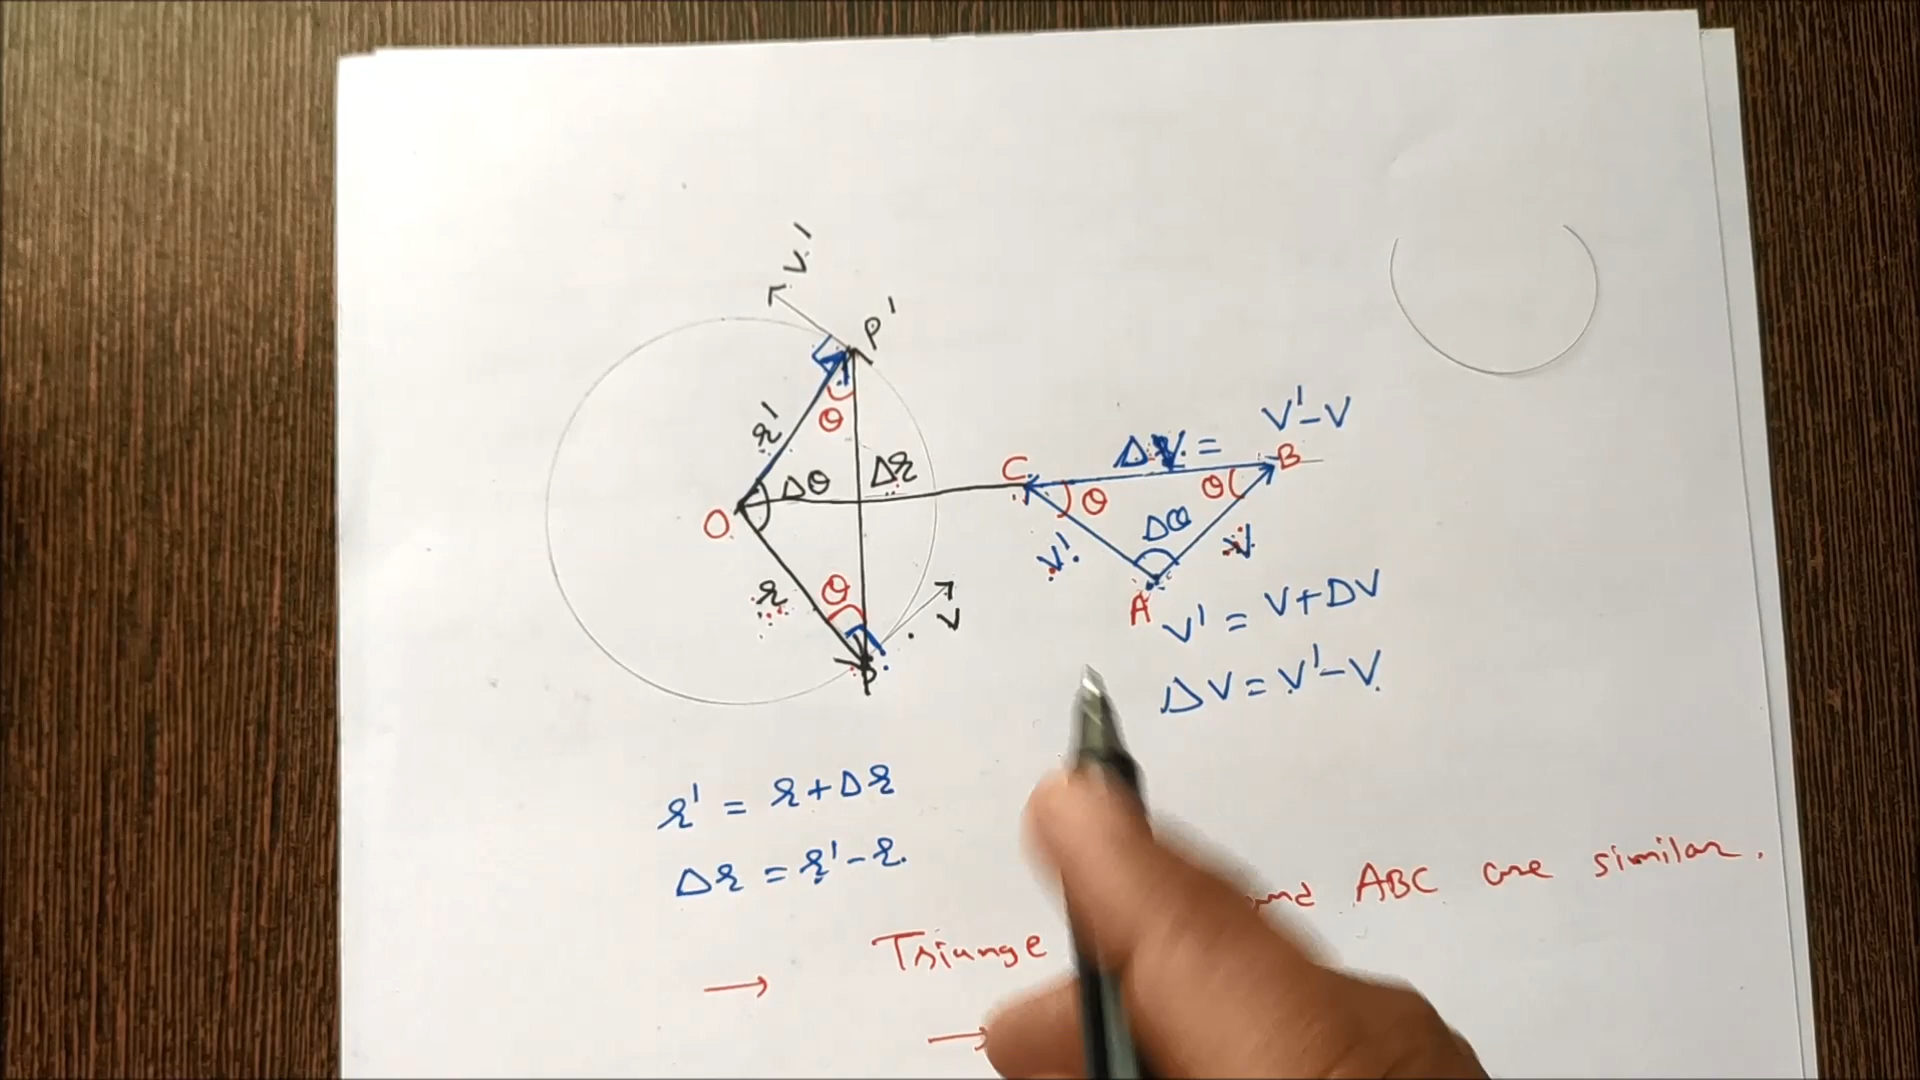 V'
P'
r'
θ
Δθ
Δr
O
r
θ
V
P
V'-V
ΔV =
C
B
θ
θ
Δθ
V'
V
A
V' = V+ΔV
ΔV = V'-V
r' = r+Δr
Δr = r'-r
ABC are similar.
→ Triange
→